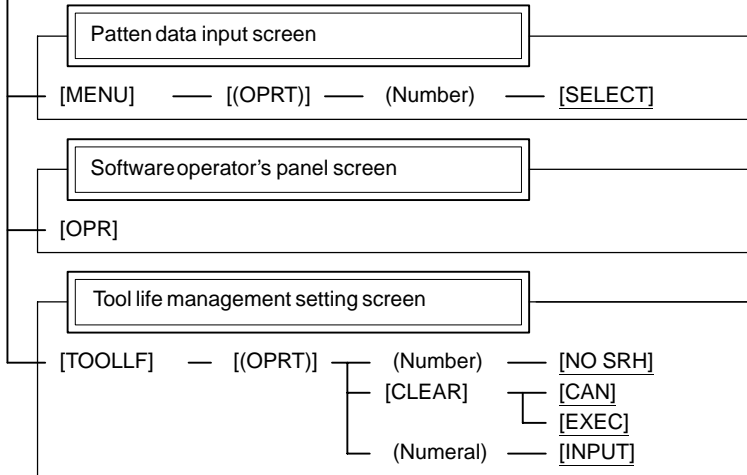 Patten data input screen
[MENU] [(OPRT)] (Number) [SELECT]
Software operator's panel screen
[OPR]
Tool life management setting screen
[TOOLLF] [(OPRT)] (Number) [NO SRH]
[CLEAR] [CAN]
[EXEC]
(Numeral) [INPUT]